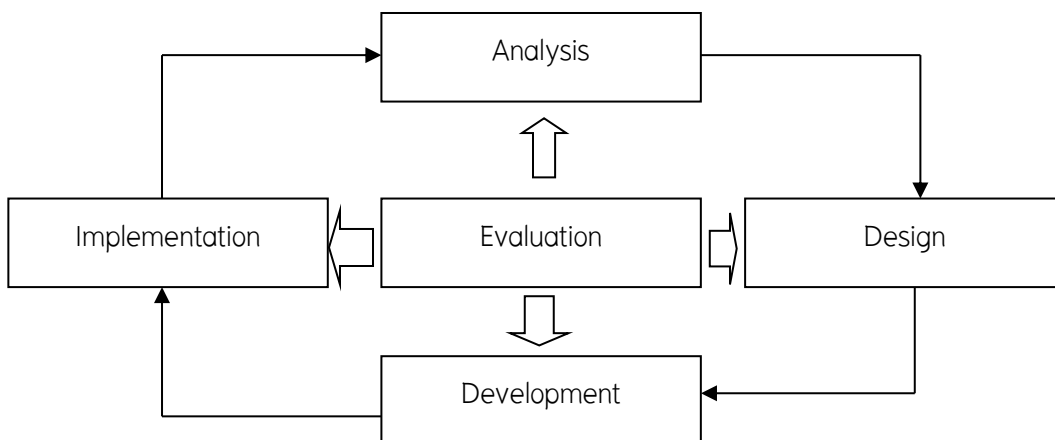 Analysis
Implementation
Evaluation
Design
Development